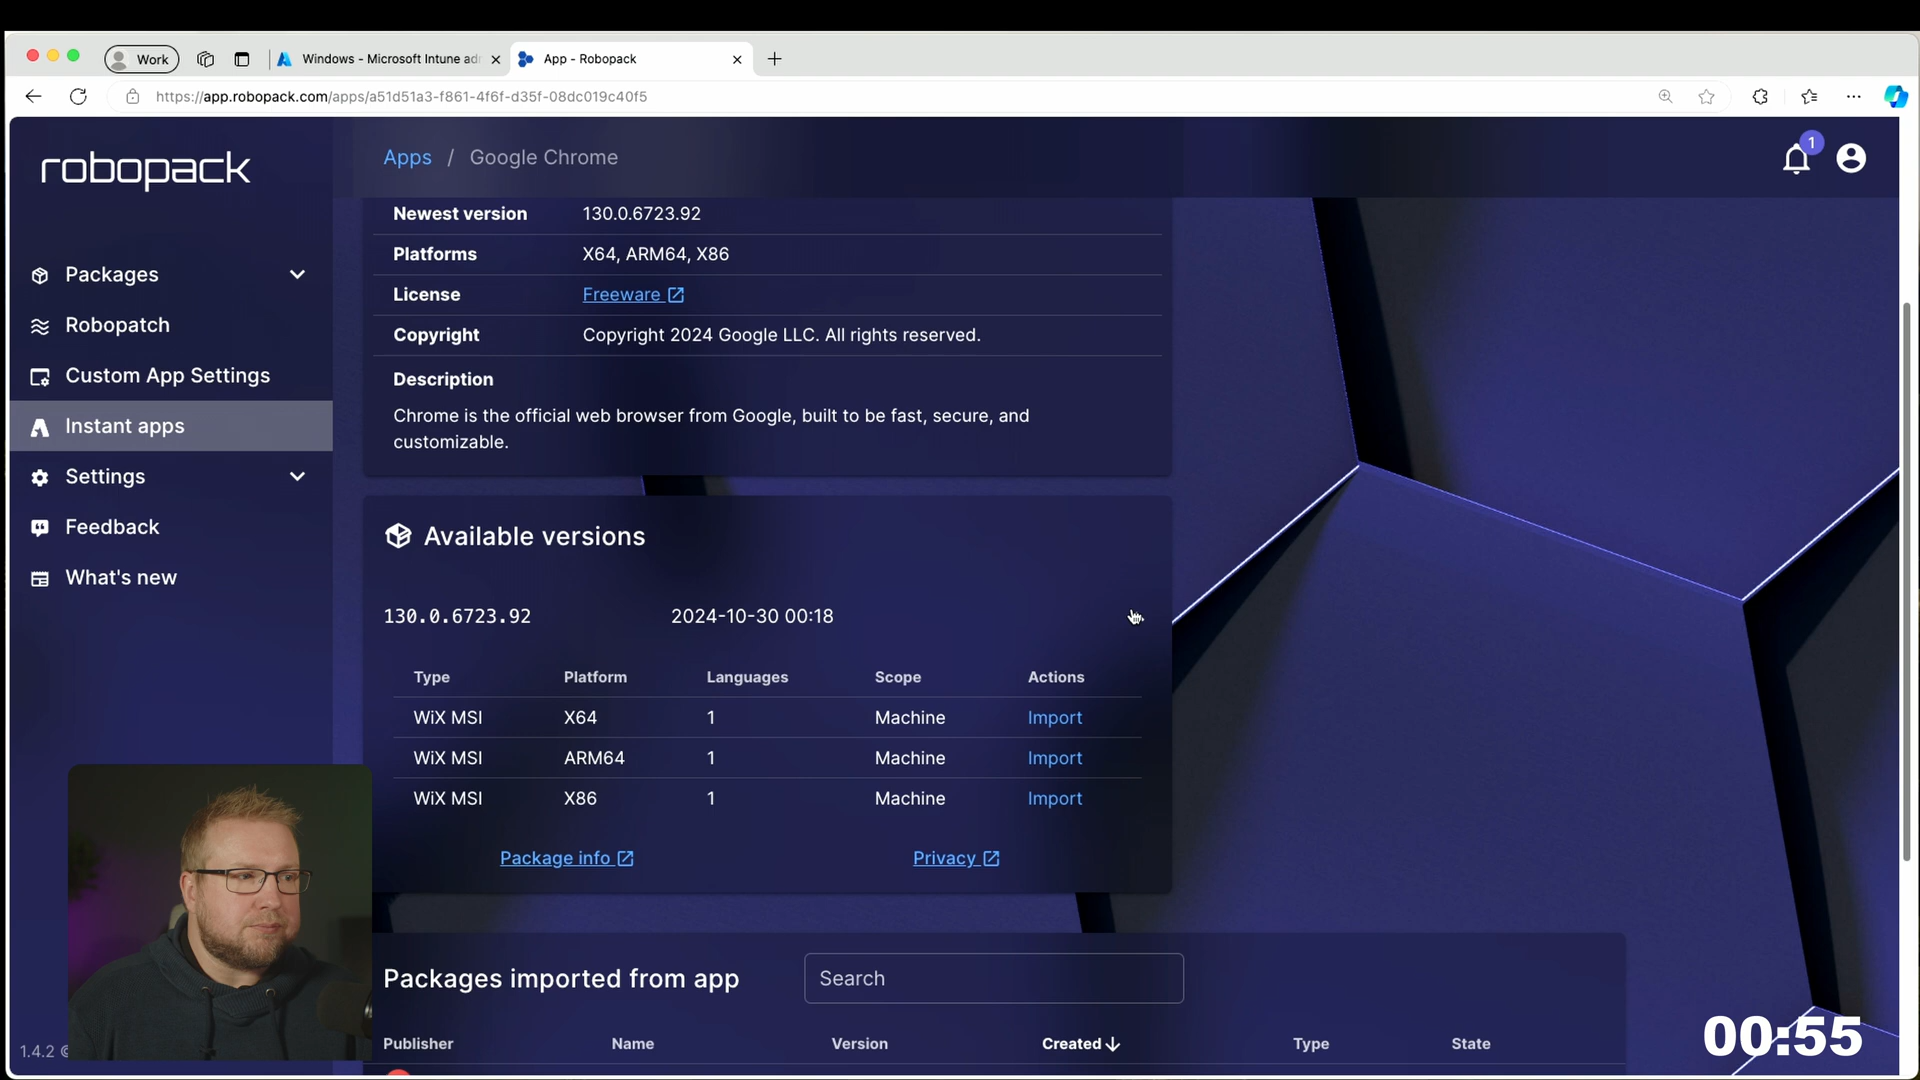 Work
Windows - Microsoft Intune ad
App - Robopack
https://app.robopack.com/apps/a51d51a3-f861-4f6f-d35f-08dc019c40f5
robopack
Apps / Google Chrome
1
Newest version 130.0.6723.92
Platforms X64, ARM64, X86
License Freeware
Copyright Copyright 2024 Google LLC. All rights reserved.
Description
Chrome is the official web browser from Google, built to be fast, secure, and
customizable.
Packages
Robopatch
Custom App Settings
Instant apps
Settings
Feedback
What's new
Available versions
130.0.6723.92 2024-10-30 00:18
Type Platform Languages Scope Actions
WiX MSI X64 1 Machine Import
WiX MSI ARM64 1 Machine Import
WiX MSI X86 1 Machine Import
Package info Privacy
Packages imported from app Search
Publisher Name Version Created Type State
1.4.2 ©
00:55